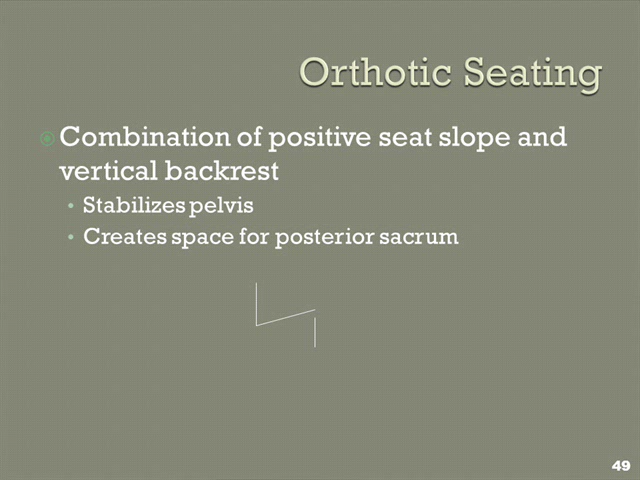 Orthotic Seating
Combination of positive seat slope and
vertical backrest
• Stabilizes pelvis
• Creates space for posterior sacrum
49